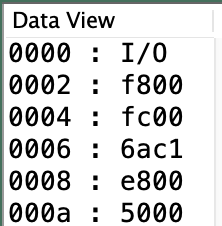 Data View
0000 : I/O
0002 : f800
0004 : fc00
0006 : 6ac1
0008 : e800
000a : 5000